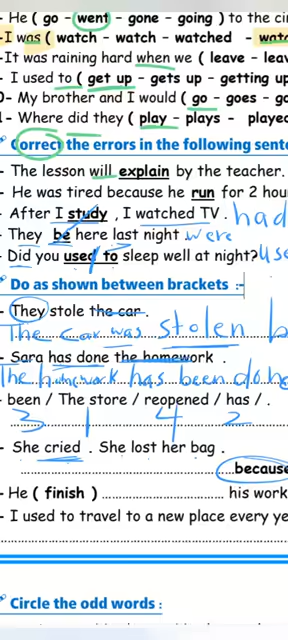 He ( go - went - gone - going ) to the cir
I was ( watch - watch - watched - watc
It was raining hard when we ( leave - leav
I used to ( get up - gets up - getting up
- My brother and I would ( go - goes - go
Where did they ( play - plays - played
Correct the errors in the following sente
- The lesson will explain by the teacher.
- He was tired because he run for 2 hour
- After I study , I watched TV . had
- They be here last night were
- Did you used to sleep well at night? use
Do as shown between brackets :-
- They stole the car.
The car was stolen b
- Sara has done the homework .
The homework has been done
- been / The store / reopened / has / .
3 1 4 2
- She cried . She lost her bag .
because
- He ( finish ) his work
- I used to travel to a new place every ye
Circle the odd words :